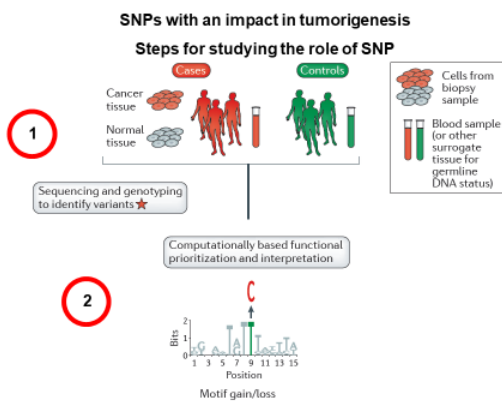 SNPs with an impact in tumorigenesis
Steps for studying the role of SNP
Cases
Controls
Cancer
tissue
Normal
tissue
Cells from
biopsy
sample
Blood sample
(or other
surrogate
tissue for
germline
DNA status)
1
Sequencing and genotyping
to identify variants
Computationally based functional
prioritization and interpretation
2
C
Bits
2
1
0
1 3 5 7 9 11 13 15
Position
Motif gain/loss